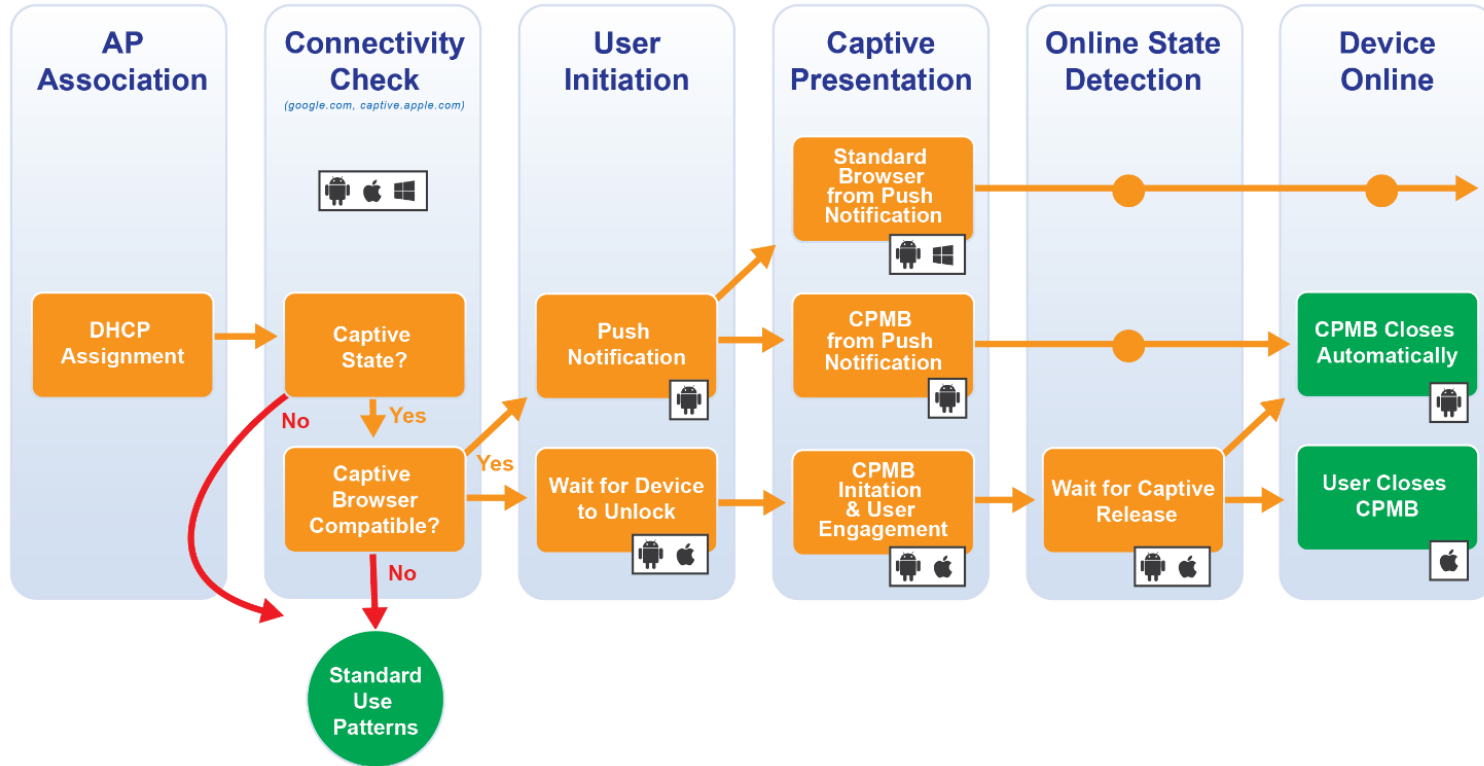 AP
Association
Connectivity
Check
(google.com, captive.apple.com)
User
Initiation
Captive
Presentation
Online State
Detection
Device
Online
Standard
Browser
from Push
Notification
DHCP
Assignment
Captive
State?
Push
Notification
CPMB
from Push
Notification
CPMB Closes
Automatically
No
Yes
Captive
Browser
Compatible?
Yes
Wait for Device
to Unlock
CPMB
Initation
& User
Engagement
Wait for Captive
Release
User Closes
CPMB
No
Standard
Use
Patterns